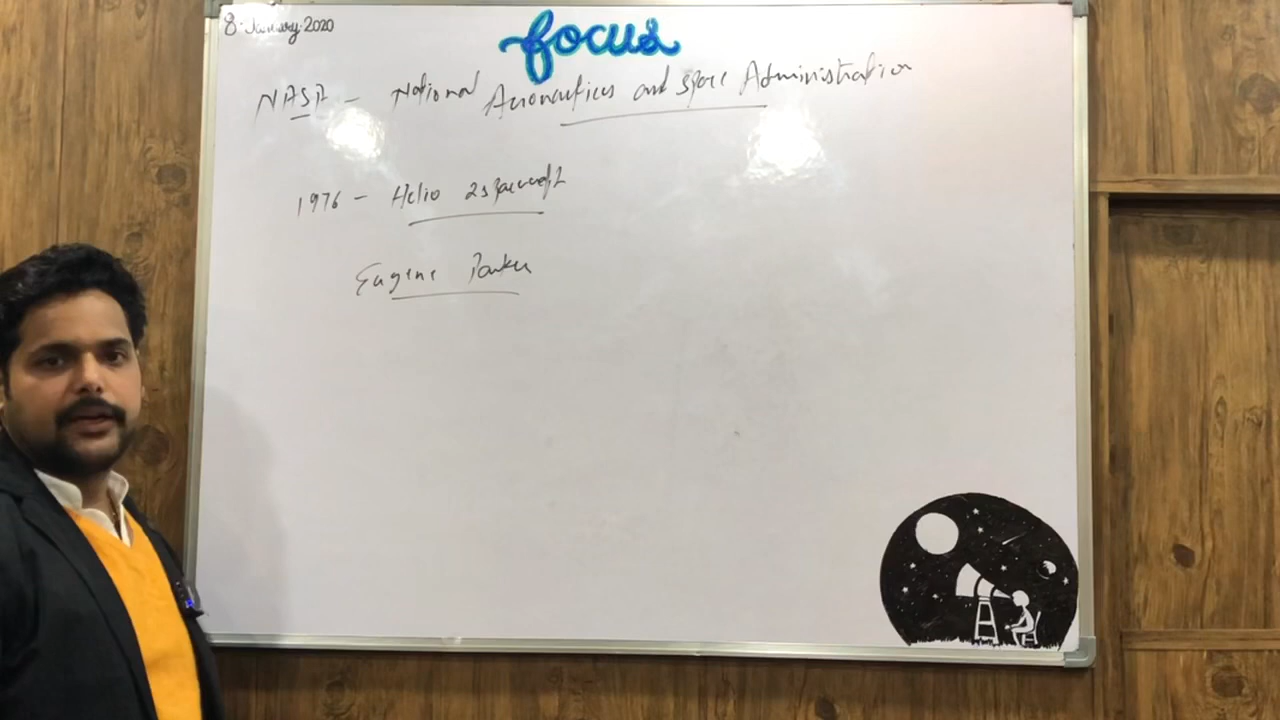 8 January 2020
focus
NASA - National Aeronautics and space Administration
1976 - Helio 2 spacecraft
Eugene Parker